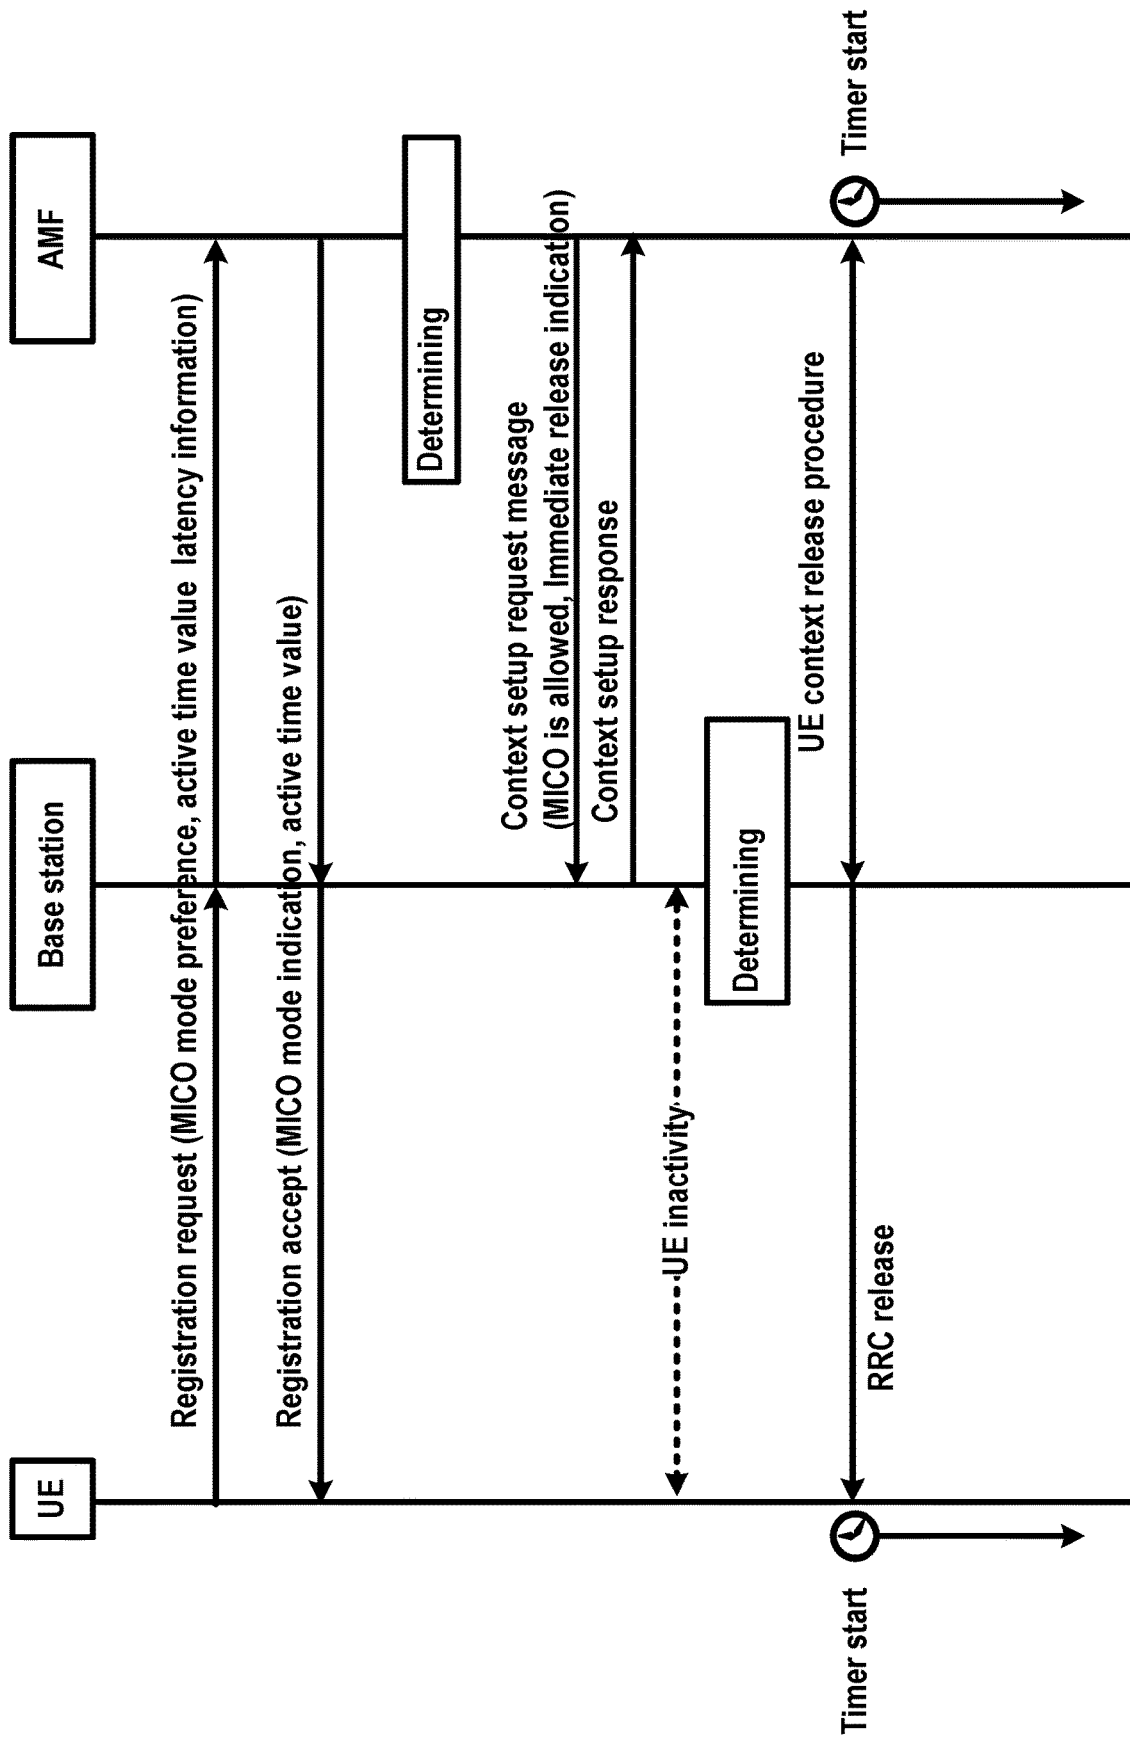 UE
Base station
AMF
Registration request (MICO mode preference, active time value latency information)
Registration accept (MICO mode indication, active time value)
Determining
Context setup request message
(MICO is allowed, Immediate release indication)
Context setup response
UE inactivity
Determining
UE context release procedure
RRC release
Timer start
Timer start